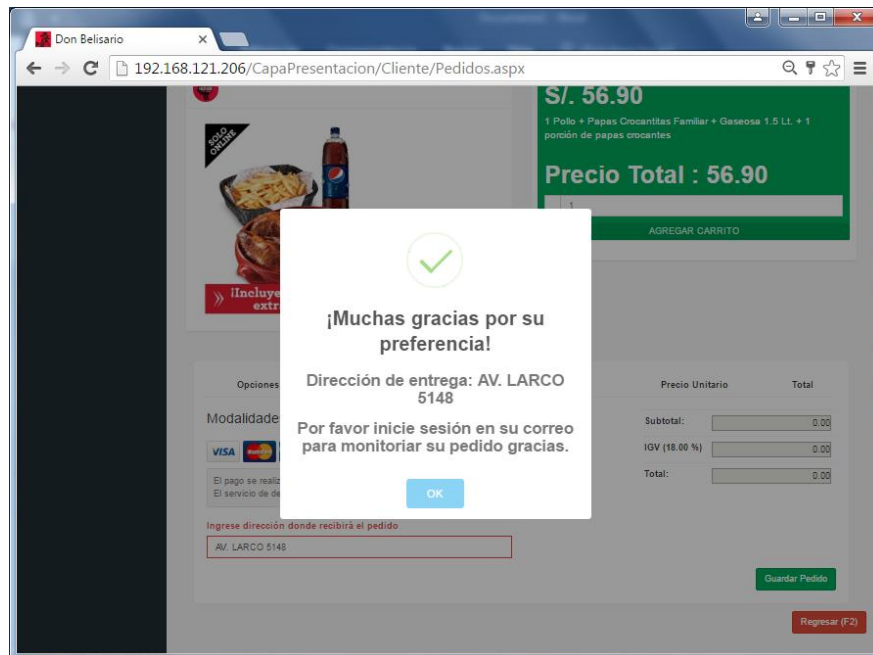 Don Belisario
192.168.121.206/CapaPresentacion/Cliente/Pedidos.aspx
SOLO
ONLINE
S/. 56.90
1 Pollo + Papas Crocantitas Familiar + Gaseosa 1.5 Lt. + 1
porción de papas crocantes
Precio Total : 56.90
1
AGREGAR CARRITO
¡Incluye
extr
¡Muchas gracias por su
preferencia!
Dirección de entrega: AV. LARCO
5148
Por favor inicie sesión en su correo
para monitoriar su pedido gracias.
OK
Opciones
Precio Unitario
Total
Modalidade
VISA
El pago se realiz
El servicio de de
Subtotal:
0.00
IGV (18.00 %)
0.00
Total:
0.00
Ingrese dirección donde recibirá el pedido
AV. LARCO 5148
Guardar Pedido
Regresar (F2)